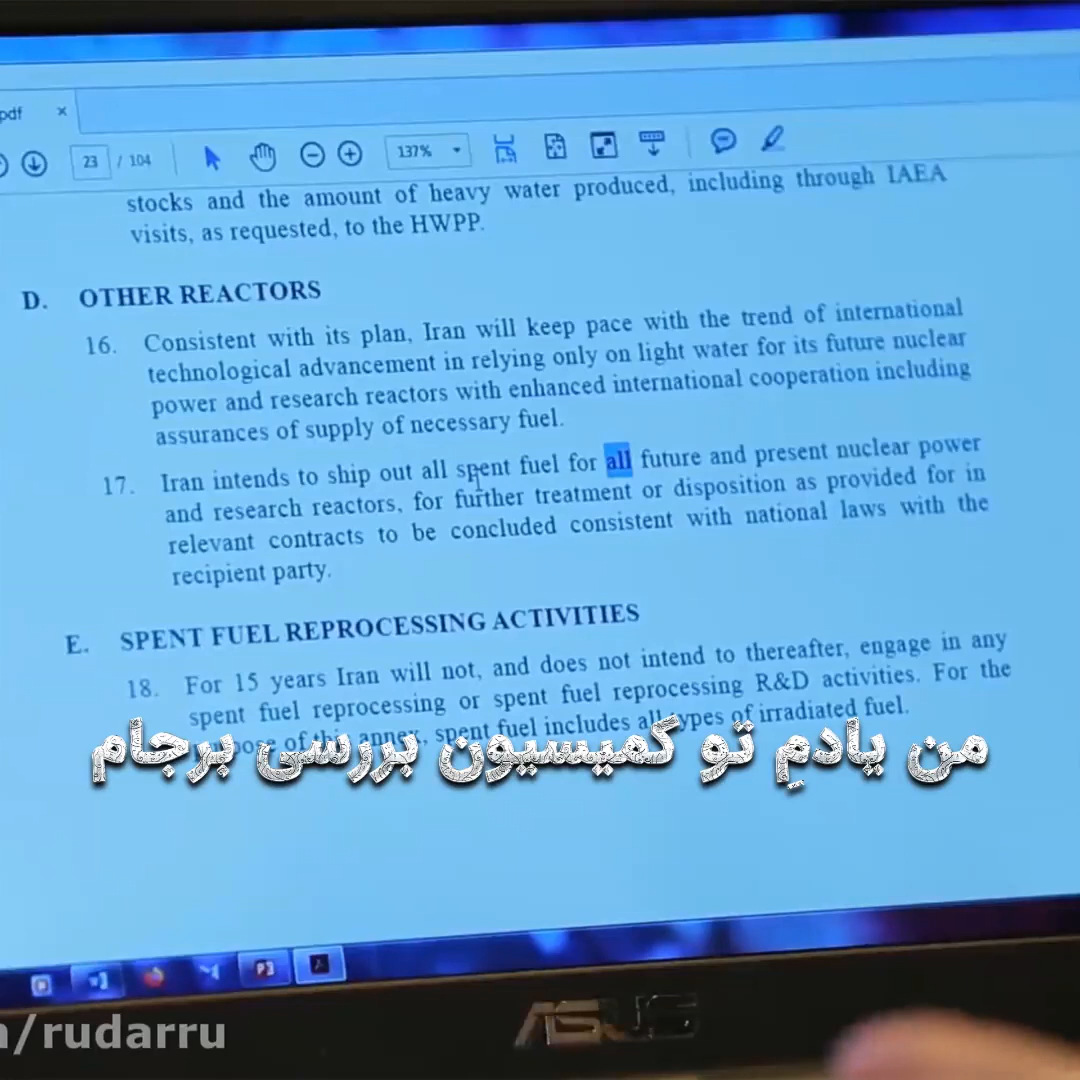 pdf ×
23 / 104 137%
stocks and the amount of heavy water produced, including through IAEA
visits, as requested, to the HWPP.
D. OTHER REACTORS
16. Consistent with its plan, Iran will keep pace with the trend of international
technological advancement in relying only on light water for its future nuclear
power and research reactors with enhanced international cooperation including
assurances of supply of necessary fuel.
17. Iran intends to ship out all spent fuel for all future and present nuclear power
and research reactors, for further treatment or disposition as provided for in
relevant contracts to be concluded consistent with national laws with the
recipient party.
E. SPENT FUEL REPROCESSING ACTIVITIES
18. For 15 years Iran will not, and does not intend to thereafter, engage in any
spent fuel reprocessing or spent fuel reprocessing R&D activities. For the
of this annex, spent fuel includes all types of irradiated fuel.
من یادمِ تو کمیسیون بررسی برجام
ASUS
/rudarru